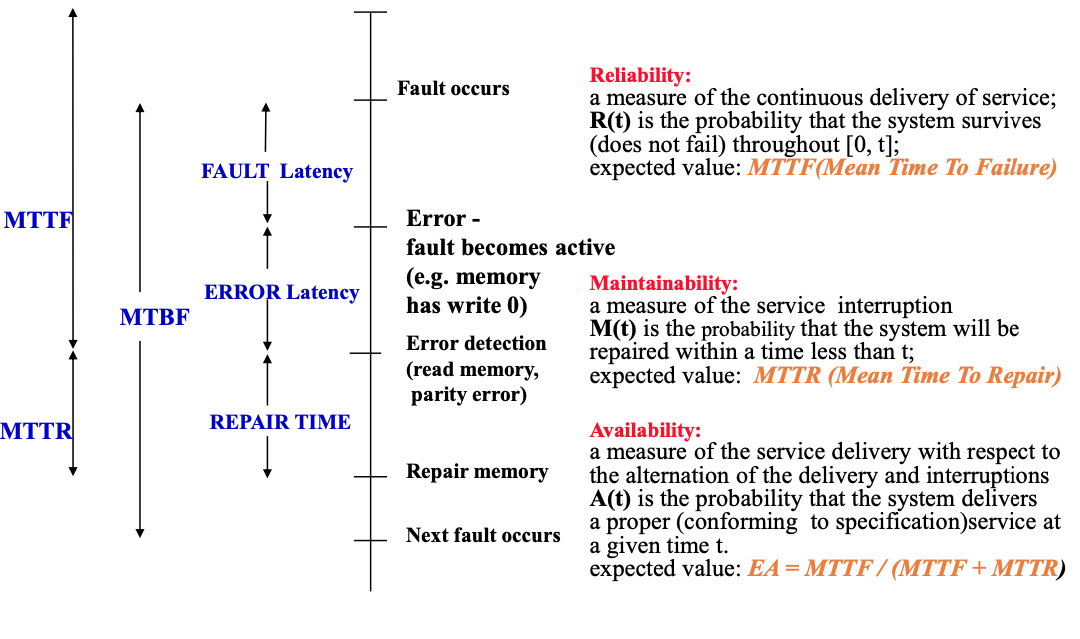 Fault occurs
FAULT Latency
MTTF
Error -
fault becomes active
(e.g. memory
has write 0)
ERROR Latency
MTBF
Error detection
(read memory,
parity error)
REPAIR TIME
MTTR
Repair memory
Next fault occurs
Reliability:
a measure of the continuous delivery of service;
R(t) is the probability that the system survives
(does not fail) throughout [0, t];
expected value: MTTF(Mean Time To Failure)
Maintainability:
a measure of the service interruption
M(t) is the probability that the system will be
repaired within a time less than t;
expected value: MTTR (Mean Time To Repair)
Availability:
a measure of the service delivery with respect to
the alternation of the delivery and interruptions
A(t) is the probability that the system delivers
a proper (conforming to specification)service at
a given time t.
expected value: EA = MTTF / (MTTF + MTTR)